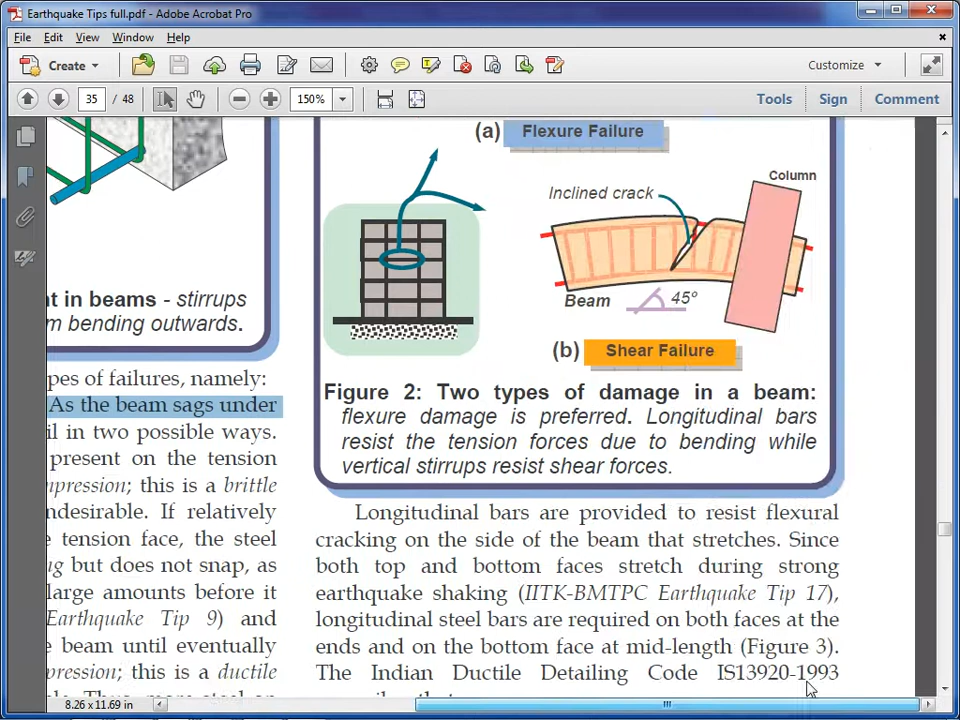 Earthquake Tips full.pdf - Adobe Acrobat Pro
File Edit View Window Help
Create Customize
35 / 48 150% Tools Sign Comment
(a) Flexure Failure
Column
Inclined crack
Beam 45º
(b) Shear Failure
Figure 2: Two types of damage in a beam:
flexure damage is preferred. Longitudinal bars
resist the tension forces due to bending while
vertical stirrups resist shear forces.
t in beams - stirrups
m bending outwards.
pes of failures, namely:
As the beam sags under
il in two possible ways.
present on the tension
mpression; this is a brittle
ndesirable. If relatively
e tension face, the steel
ng but does not snap, as
large amounts before it
Earthquake Tip 9) and
e beam until eventually
pression; this is a ductile
Longitudinal bars are provided to resist flexural
cracking on the side of the beam that stretches. Since
both top and bottom faces stretch during strong
earthquake shaking (IITK-BMTPC Earthquake Tip 17),
longitudinal steel bars are required on both faces at the
ends and on the bottom face at mid-length (Figure 3).
The Indian Ductile Detailing Code IS13920-1993
8.26 x 11.69 in